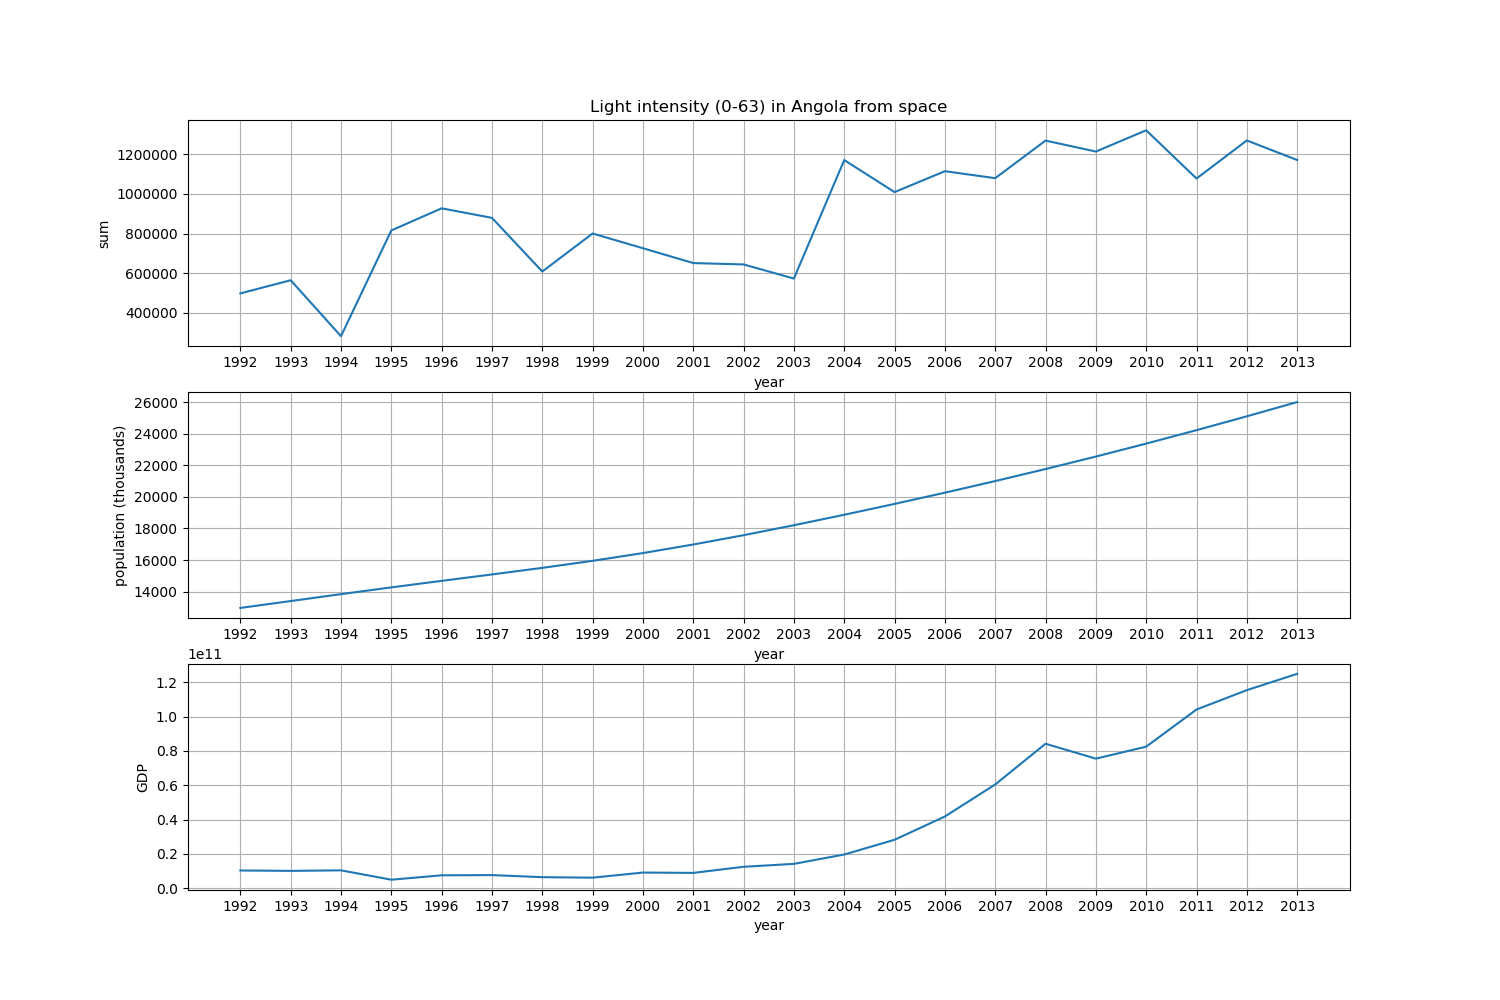 Light intensity (0-63) in Angola from space
1200000
1000000
800000
600000
400000
sum
1992 1993 1994 1995 1996 1997 1998 1999 2000 2001 2002 2003 2004 2005 2006 2007 2008 2009 2010 2011 2012 2013
year
26000
24000
22000
20000
18000
16000
14000
population (thousands)
1992 1993 1994 1995 1996 1997 1998 1999 2000 2001 2002 2003 2004 2005 2006 2007 2008 2009 2010 2011 2012 2013
year
1e11
1.2
1.0
0.8
0.6
0.4
0.2
0.0
GDP
1992 1993 1994 1995 1996 1997 1998 1999 2000 2001 2002 2003 2004 2005 2006 2007 2008 2009 2010 2011 2012 2013
year